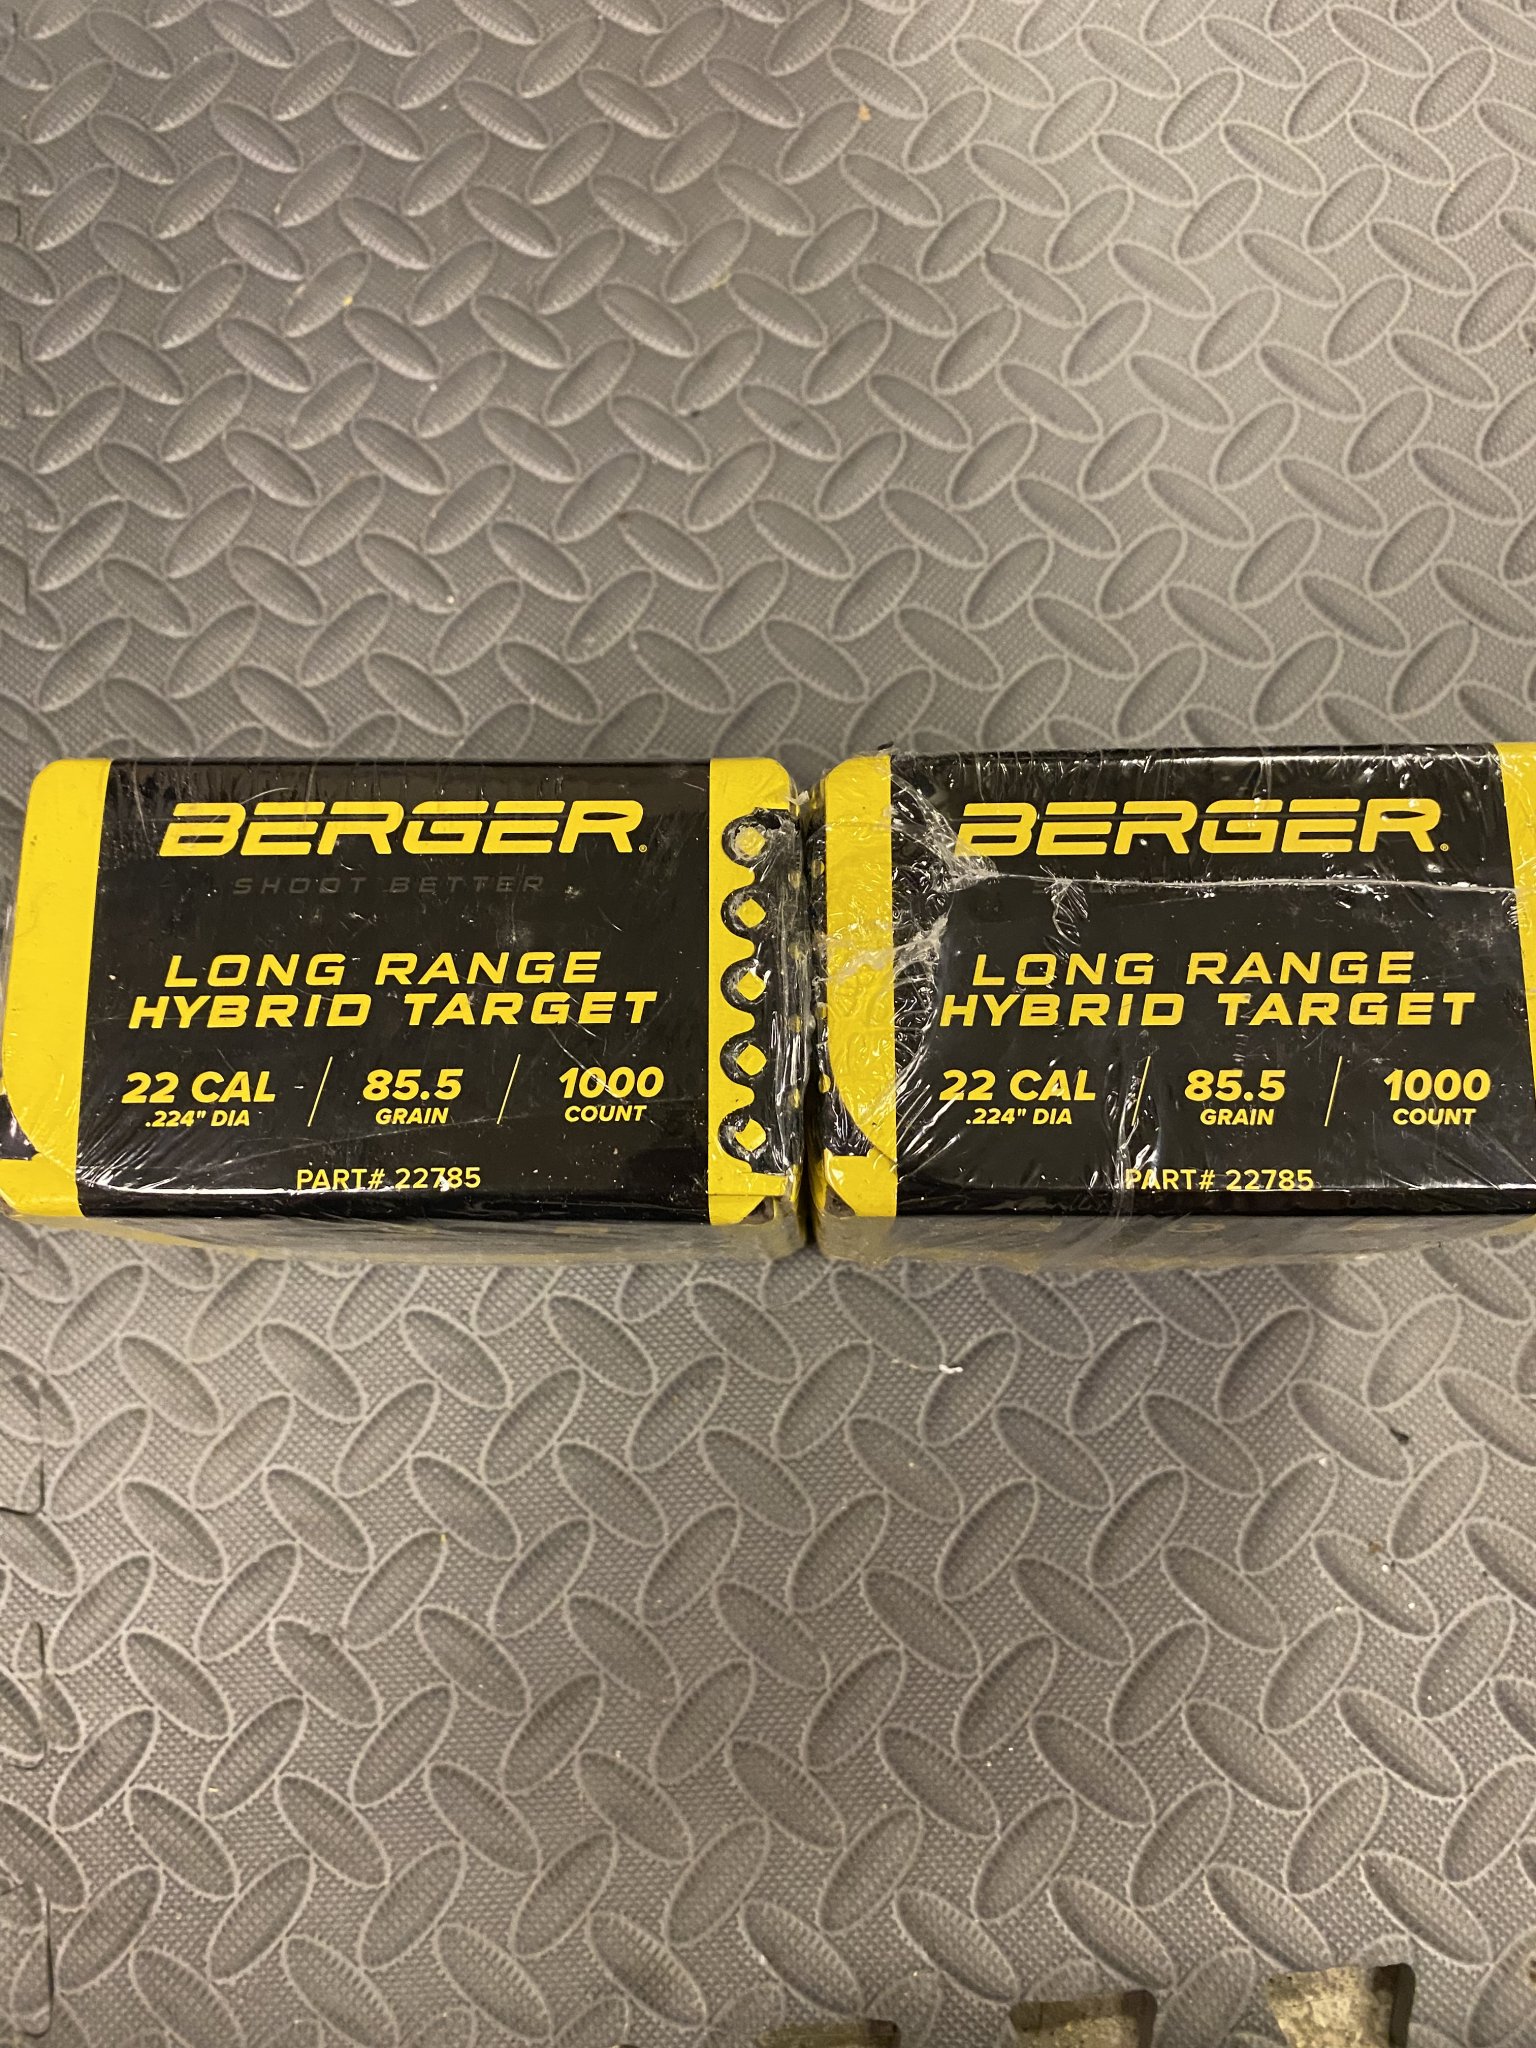 BERGER®
SHOOT BETTER
LONG RANGE
HYBRID TARGET
22 CAL
.224" DIA
85.5
GRAIN
1000
COUNT
PART# 22785
BERGER®
SHOOT
LONG RANGE
HYBRID TARGET
22 CAL
.224" DIA
85.5
GRAIN
1000
COUNT
PART# 22785